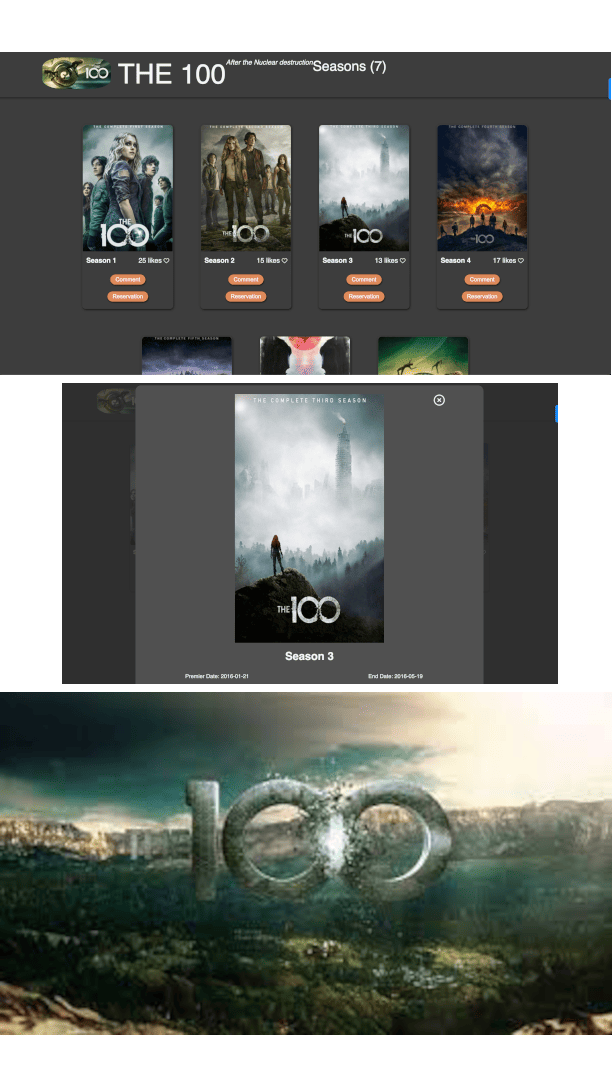 100
THE 100
After the Nuclear destruction
Seasons (7)
THE COMPLETE FIRST SEASON
THE COMPLETE SECOND SEASON
THE COMPLETE THIRD SEASON
THE COMPLETE FOURTH SEASON
THE 100
THE 100
THE 100
THE 100
Season 1 25 likes
Season 2 15 likes
Season 3 13 likes
Season 4 17 likes
Comment
Comment
Comment
Comment
Reservation
Reservation
Reservation
Reservation
THE COMPLETE FIFTH SEASON
THE COMPLETE THIRD SEASON
THE 100
Season 3
Premier Date: 2016-01-21
End Date: 2016-05-19
100